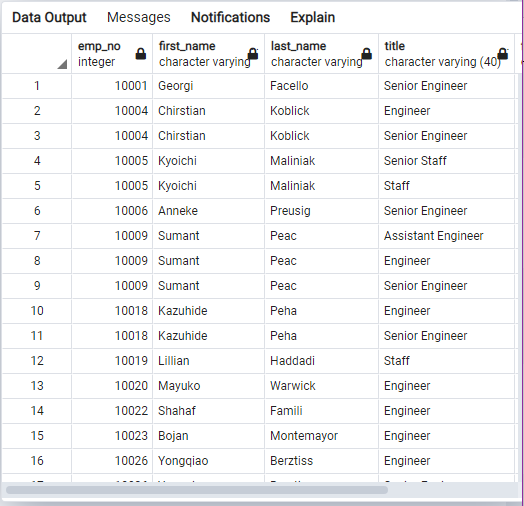 Data Output Messages Notifications Explain
emp_no first_name last_name title
integer character varying character varying character varying (40)
1 10001 Georgi Facello Senior Engineer
2 10004 Chirstian Koblick Engineer
3 10004 Chirstian Koblick Senior Engineer
4 10005 Kyoichi Maliniak Senior Staff
5 10005 Kyoichi Maliniak Staff
6 10006 Anneke Preusig Senior Engineer
7 10009 Sumant Peac Assistant Engineer
8 10009 Sumant Peac Engineer
9 10009 Sumant Peac Senior Engineer
10 10018 Kazuhide Peha Engineer
11 10018 Kazuhide Peha Senior Engineer
12 10019 Lillian Haddadi Staff
13 10020 Mayuko Warwick Engineer
14 10022 Shahaf Famili Engineer
15 10023 Bojan Montemayor Engineer
16 10026 Yongqiao Berztiss Engineer